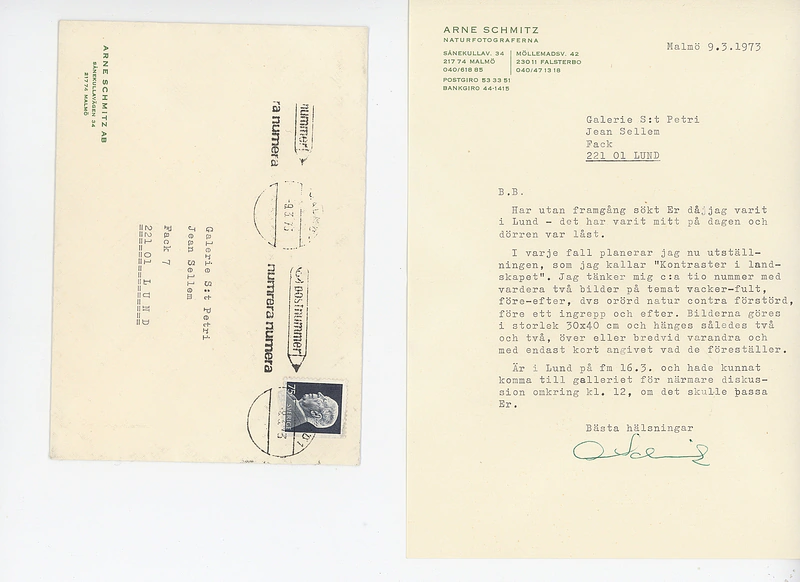 ARNE SCHMITZ AB
SÅNEKULLAVÄGEN 34
217 74 MALMÖ
nummer!
ra numera
9.3.73
postnummer!
numrera numera
75
SVERIGE
Galerie S:t Petri
Jean Sellem
Fack 7
221 01 LUND
ARNE SCHMITZ
NATURFOTOGRAFERNA
SÅNEKULLAV. 34
217 74 MALMÖ
040/618 85
MÖLLEMADSV. 42
230 11 FALSTERBO
040/47 13 18
POSTGIRO 53 33 51
BANKGIRO 44-1415
Malmö 9.3.1973
Galerie S:t Petri
Jean Sellem
Fack
221 01 LUND
B.B.
Har utan framgång sökt Er då jag varit
i Lund - det har varit mitt på dagen och
dörren var låst.
I varje fall planerar jag nu utställ-
ningen, som jag kallar "Kontraster i land-
skapet". Jag tänker mig c:a tio nummer med
vardera två bilder på temat vacker-fult,
före-efter, dvs orörd natur contra förstörd,
före ett ingrepp och efter. Bilderna göres
i storlek 30x40 cm och hänges således två
och två, över eller bredvid varandra och
med endast kort angivet vad de föreställer.
Är i Lund på fm 16.3. och hade kunnat
komma till galleriet för närmare diskus-
sion omkring kl. 12, om det skulle passa
Er.
Bästa hälsningar